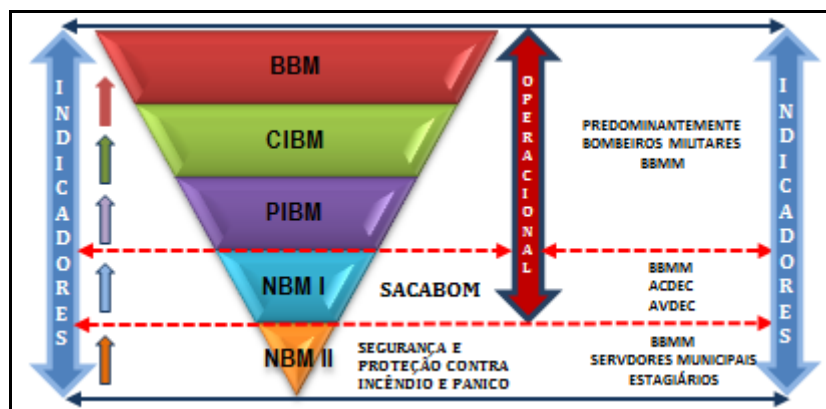 INDICADORES
BBM
CIBM
PIBM
NBM I
NBM II
SACABOM
SEGURANÇA E
PROTEÇÃO CONTRA
INCÊNDIO E PANICO
OPERACIONAL
PREDOMINANTEMENTE
BOMBEIROS MILITARES
BBMM
BBMM
ACDEC
AVDEC
BBMM
SERVDORES MUNICIPAIS
ESTAGIÁRIOS
INDICADORES